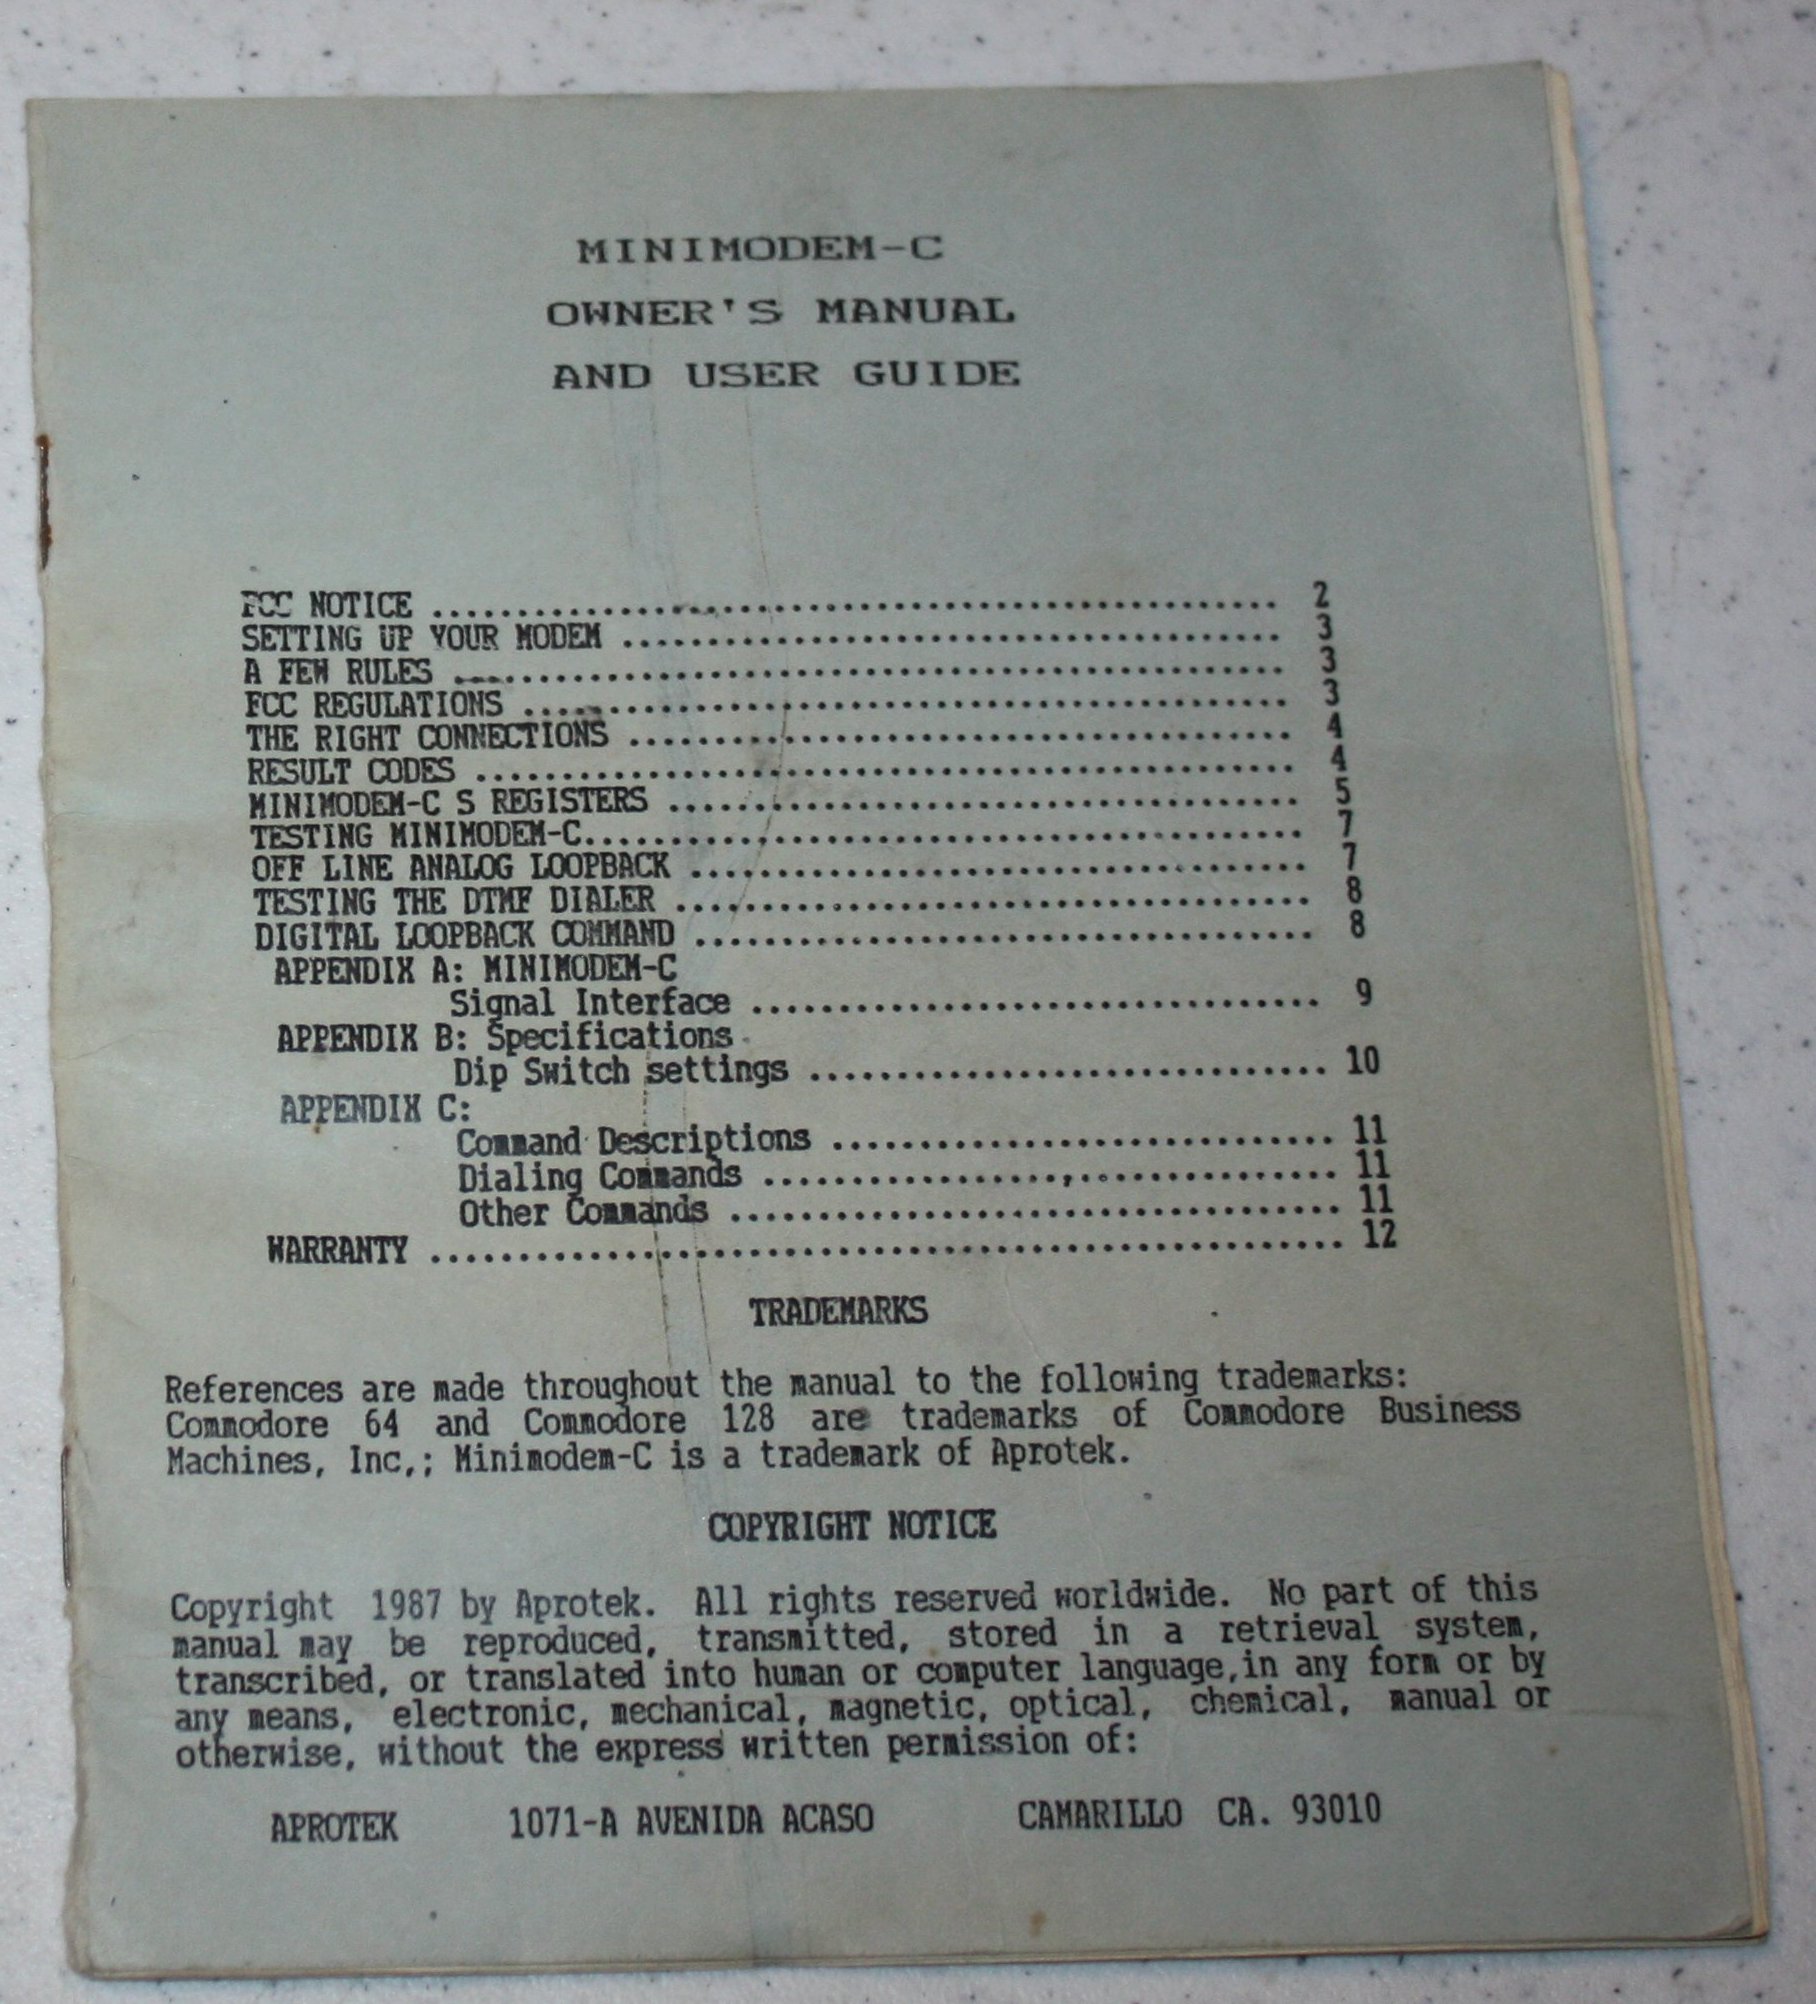 MINIMODEM-C
OWNER'S MANUAL
AND USER GUIDE
FCC NOTICE ................................................. 2
SETTING UP YOUR MODEM ...................................... 3
A FEW RULES ................................................ 3
FCC REGULATIONS ............................................ 3
THE RIGHT CONNECTIONS ...................................... 4
RESULT CODES ............................................... 4
MINIMODEM-C S REGISTERS .................................... 5
TESTING MINIMODEM-C......................................... 7
OFF LINE ANALOG LOOPBACK ................................... 7
TESTING THE DTMF DIALER .................................... 8
DIGITAL LOOPBACK COMMAND ................................... 8
APPENDIX A: MINIMODEM-C
Signal Interface ................................. 9
APPENDIX B: Specifications
Dip Switch settings .............................. 10
APPENDIX C:
Command Descriptions ............................. 11
Dialing Commands ................................. 11
Other Commands ................................... 11
WARRANTY ..................................................... 12
TRADEMARKS
References are made throughout the manual to the following trademarks:
Commodore 64 and Commodore 128 are trademarks of Commodore Business
Machines, Inc,; Minimodem-C is a trademark of Aprotek.
COPYRIGHT NOTICE
Copyright 1987 by Aprotek. All rights reserved worldwide. No part of this
manual may be reproduced, transmitted, stored in a retrieval system,
transcribed, or translated into human or computer language,in any form or by
any means, electronic, mechanical, magnetic, optical, chemical, manual or
otherwise, without the express written permission of:
APROTEK 1071-A AVENIDA ACASO CAMARILLO CA. 93010